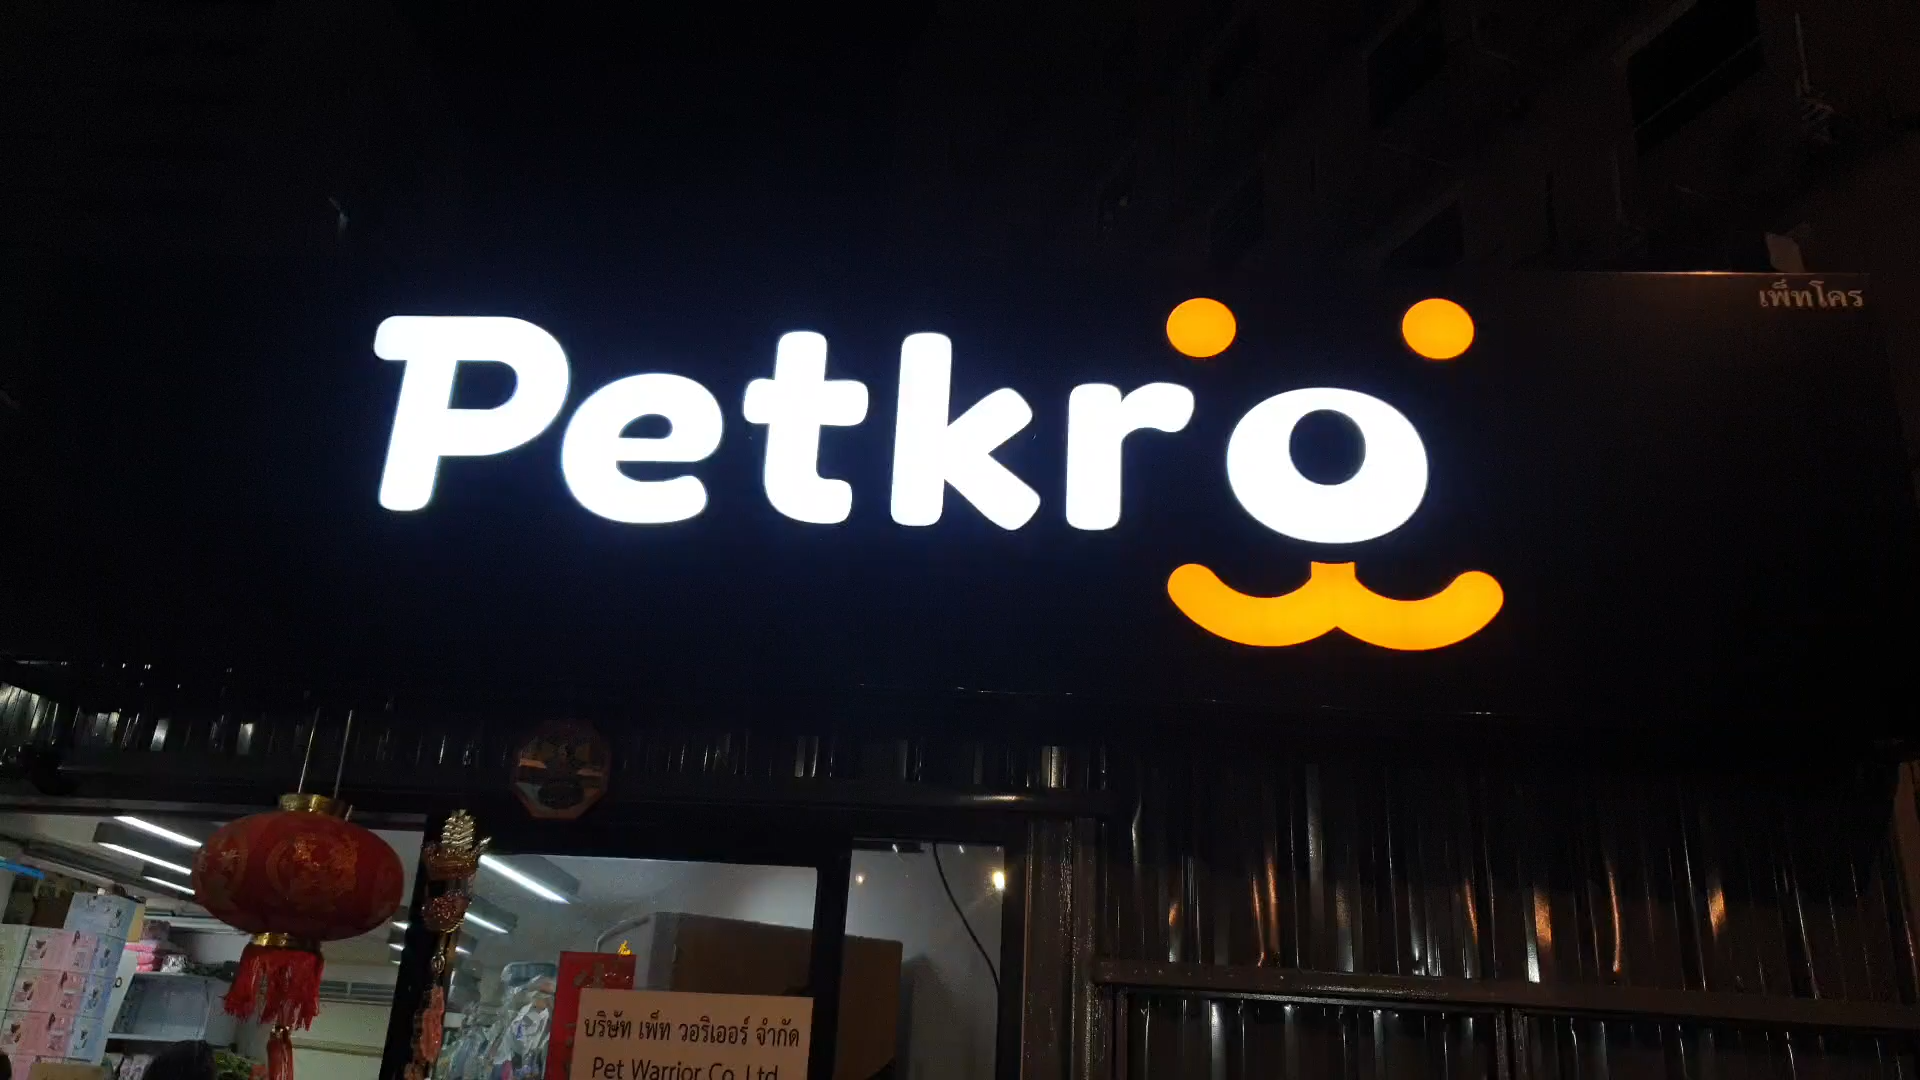 เพ็ทโคร
Petkro
บริษัท เพ็ท วอริเออร์ จำกัด
Pet Warrior Co.,Ltd.